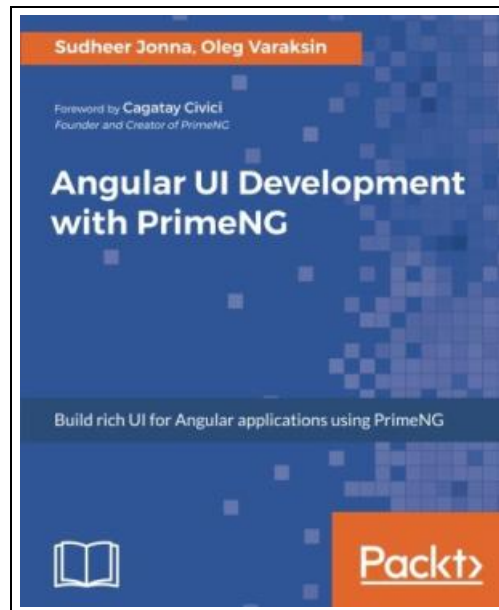 Sudheer Jonna, Oleg Varaksin
Foreword by Cagatay Civici
Founder and Creator of PrimeNG
Angular UI Development
with PrimeNG
Build rich UI for Angular applications using PrimeNG
Packt>